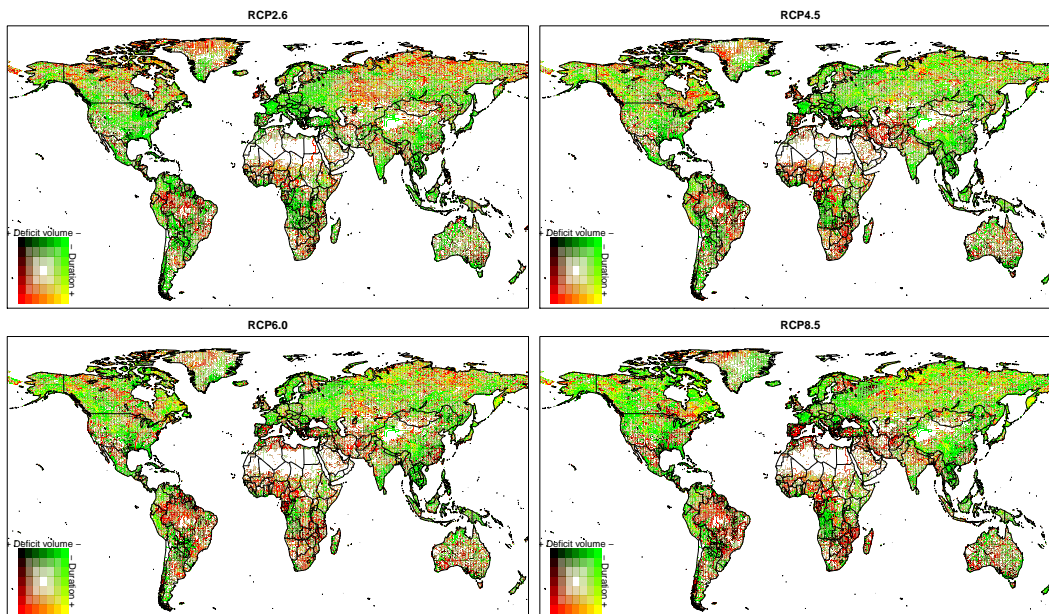 RCP2.6
RCP4.5
+ Deficit volume −
− Duration +
+ Deficit volume −
− Duration +
RCP6.0
RCP8.5
+ Deficit volume −
− Duration +
+ Deficit volume −
− Duration +